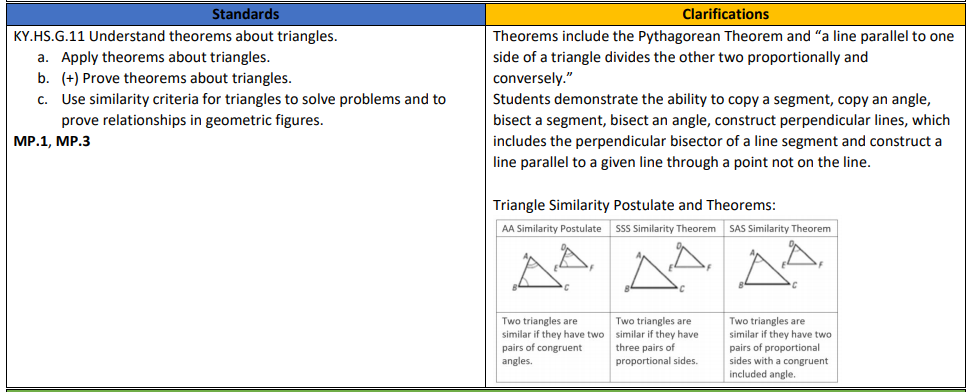 Standards
Clarifications
KY.HS.G.11 Understand theorems about triangles.
a. Apply theorems about triangles.
b. (+) Prove theorems about triangles.
c. Use similarity criteria for triangles to solve problems and to
prove relationships in geometric figures.
MP.1, MP.3
Theorems include the Pythagorean Theorem and “a line parallel to one
side of a triangle divides the other two proportionally and
conversely.”
Students demonstrate the ability to copy a segment, copy an angle,
bisect a segment, bisect an angle, construct perpendicular lines, which
includes the perpendicular bisector of a line segment and construct a
line parallel to a given line through a point not on the line.
Triangle Similarity Postulate and Theorems:
AA Similarity Postulate
SSS Similarity Theorem
SAS Similarity Theorem
A B C D E F
A B C D E F
A B C D E F
Two triangles are
similar if they have two
pairs of congruent
angles.
Two triangles are
similar if they have
three pairs of
proportional sides.
Two triangles are
similar if they have two
pairs of proportional
sides with a congruent
included angle.